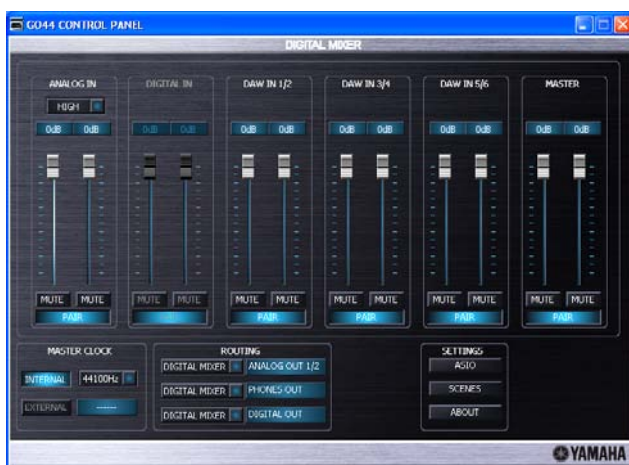 GO44 CONTROL PANEL
DIGITAL MIXER
ANALOG IN
DIGITAL IN
DAW IN 1/2
DAW IN 3/4
DAW IN 5/6
MASTER
HIGH
0dB 0dB
0dB 0dB
0dB 0dB
0dB 0dB
0dB 0dB
0dB 0dB
MUTE MUTE
MUTE MUTE
MUTE MUTE
MUTE MUTE
MUTE MUTE
MUTE MUTE
PAIR
PAIR
PAIR
PAIR
PAIR
MASTER CLOCK
INTERNAL
44100Hz
EXTERNAL
------
ROUTING
DIGITAL MIXER ANALOG OUT 1/2
DIGITAL MIXER PHONES OUT
DIGITAL MIXER DIGITAL OUT
SETTINGS
ASIO
SCENES
ABOUT
YAMAHA